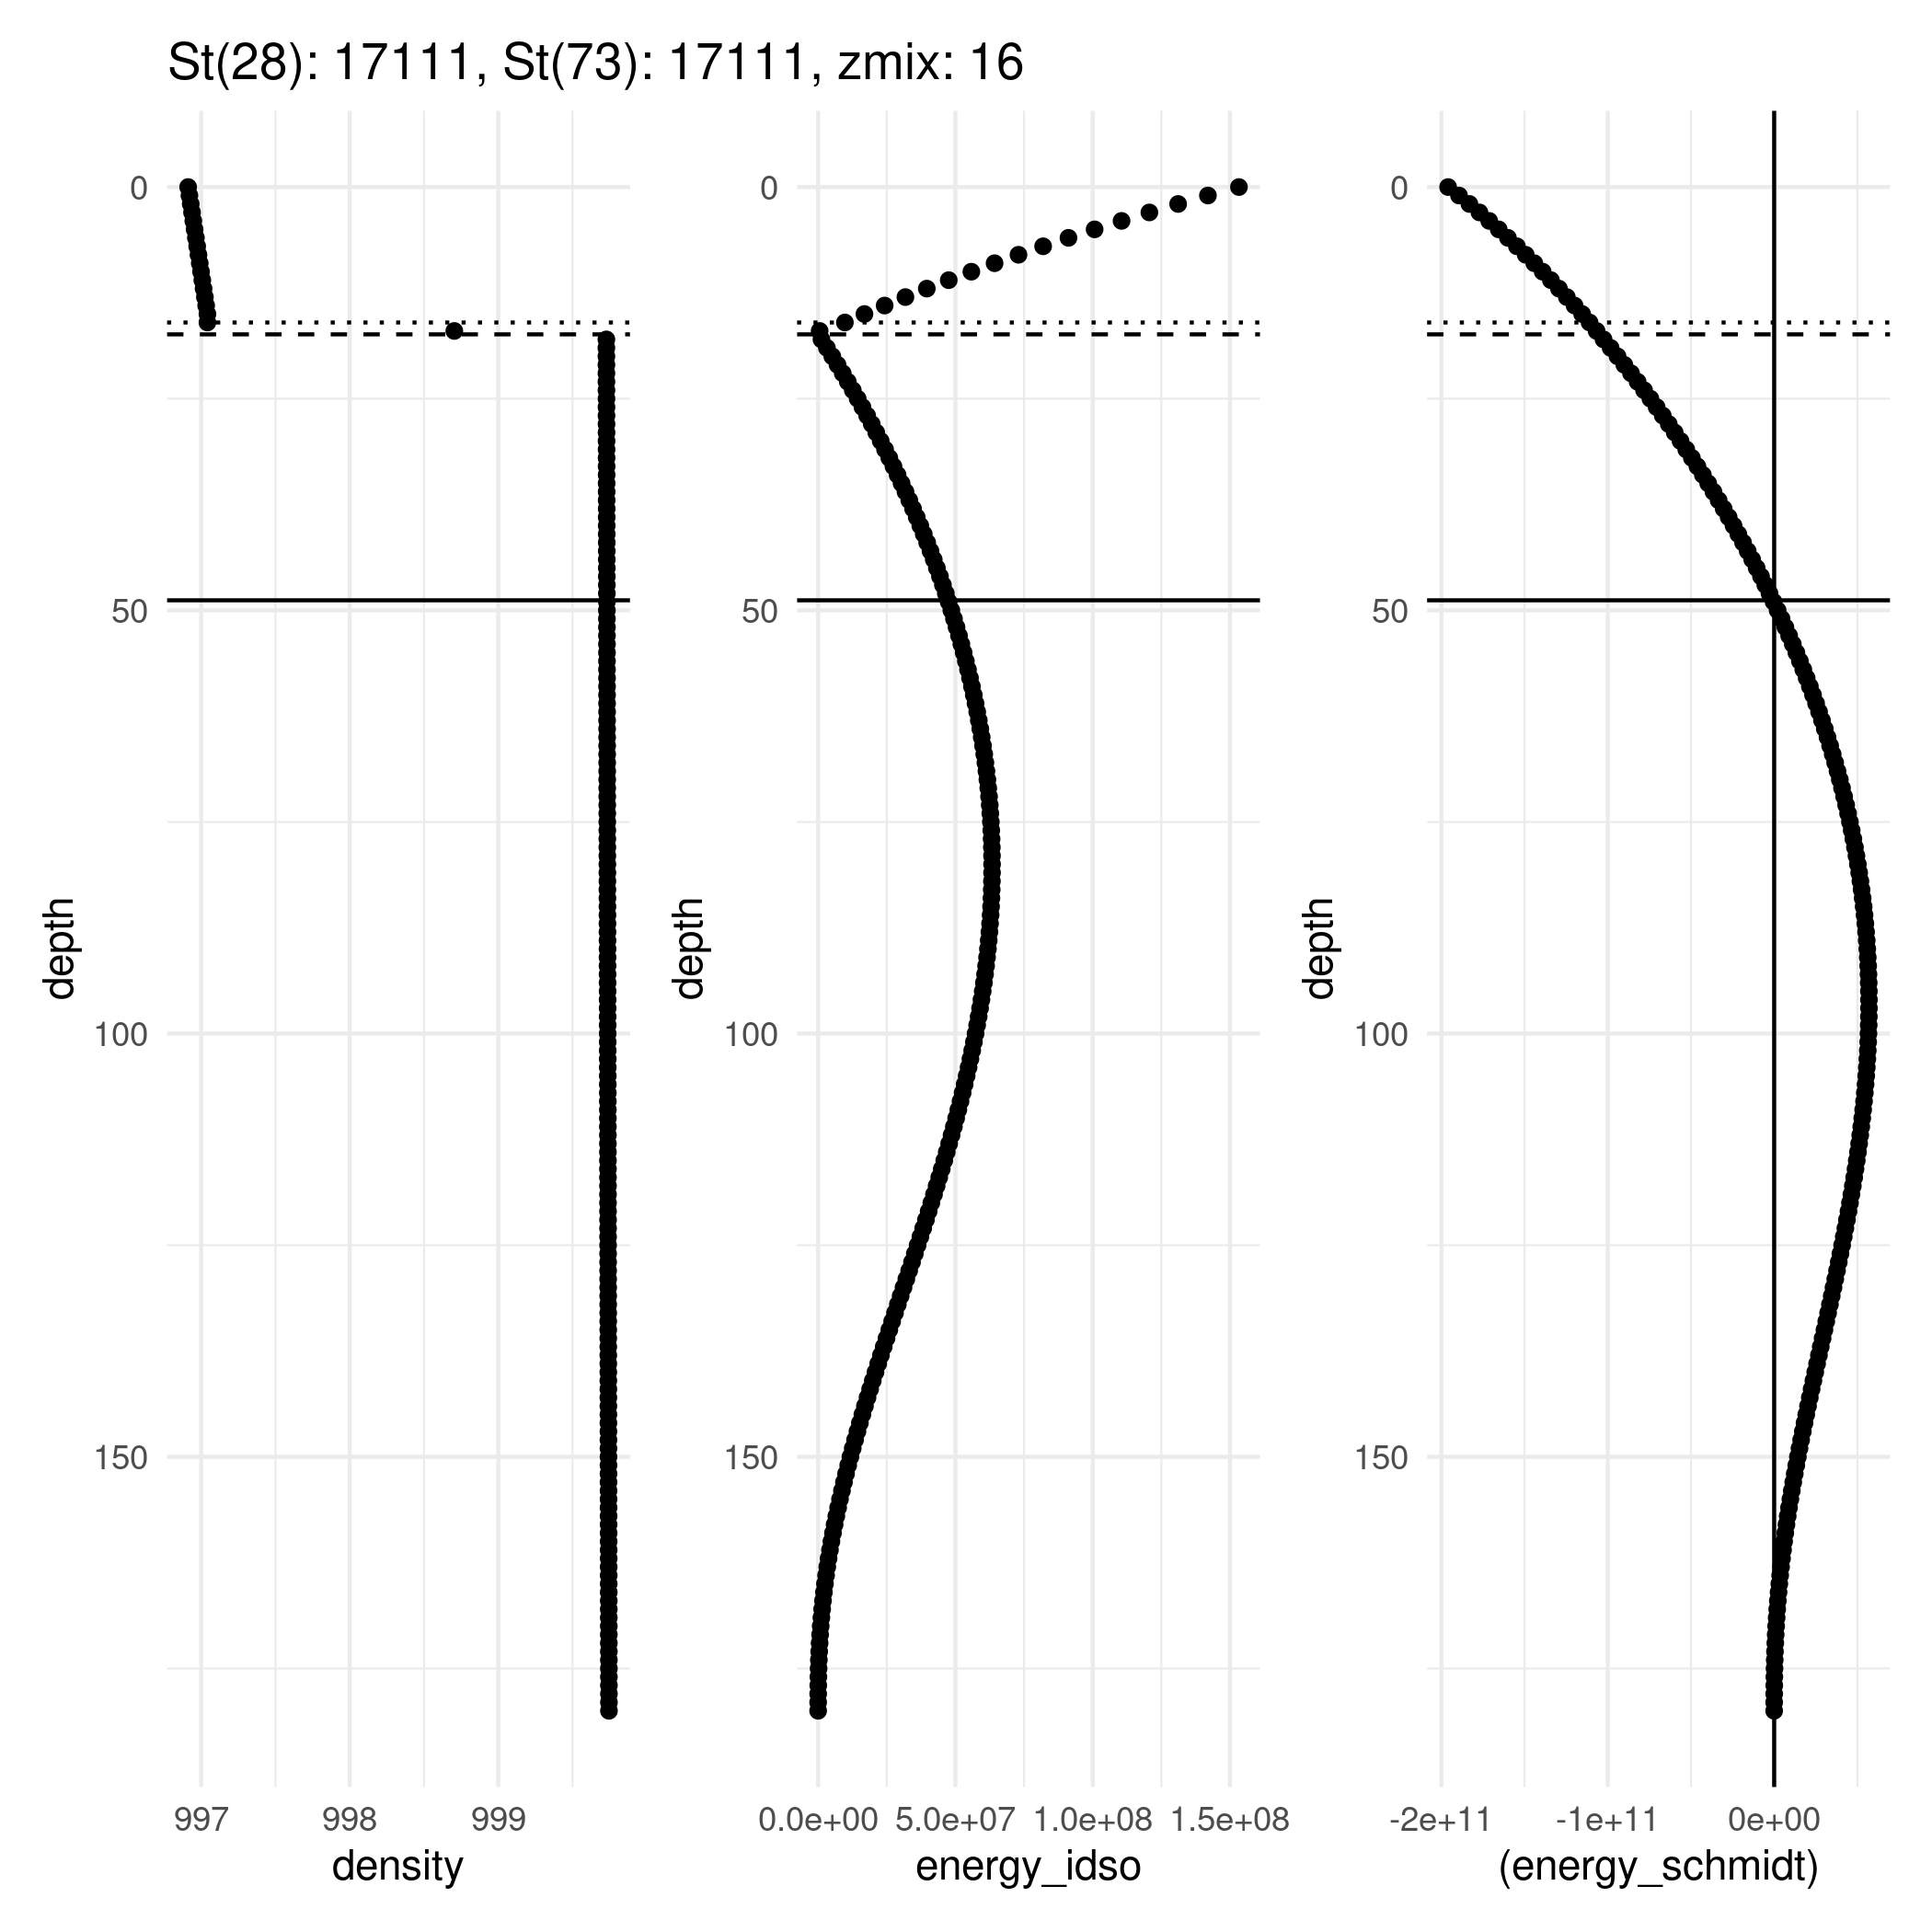 St(28): 17111, St(73): 17111, zmix: 16
0
50
100
150
depth
997 998 999
density
0
50
100
150
depth
0.0e+00 5.0e+07 1.0e+08 1.5e+08
energy_idso
0
50
100
150
depth
-2e+11 -1e+11 0e+00
(energy_schmidt)